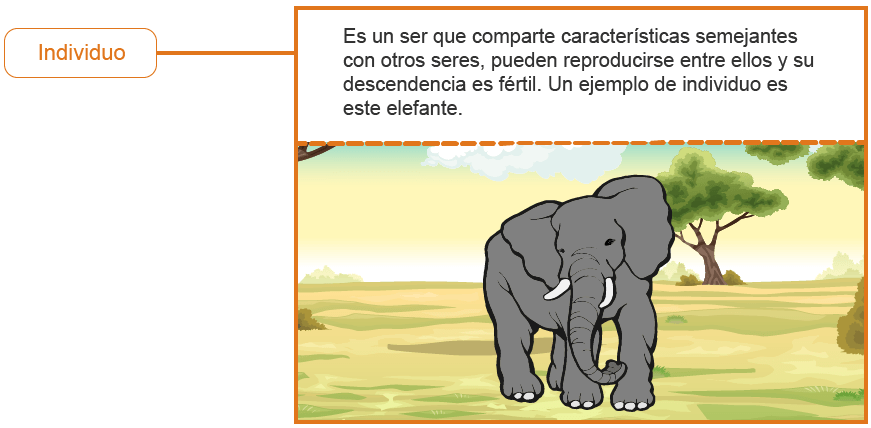 Individuo
Es un ser que comparte características semejantes
con otros seres, pueden reproducirse entre ellos y su
descendencia es fértil. Un ejemplo de individuo es
este elefante.